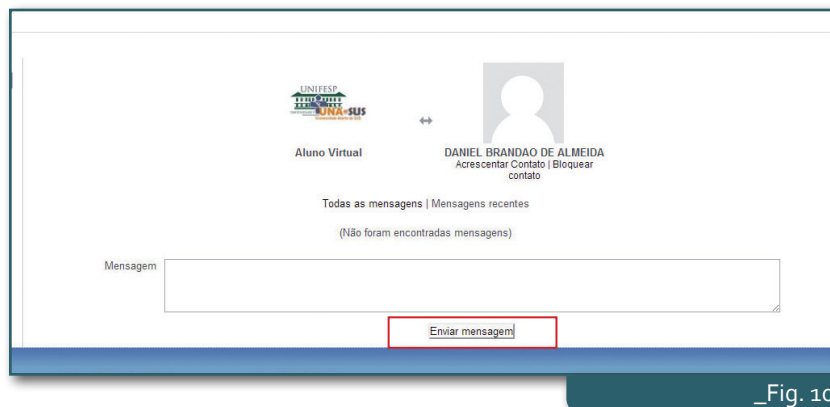 UNIFESP
UNA-SUS
Aluno Virtual
DANIEL BRANDAO DE ALMEIDA
Acrescentar Contato | Bloquear
contato
Todas as mensagens | Mensagens recentes
(Não foram encontradas mensagens)
Mensagem
Enviar mensagem
_Fig. 10